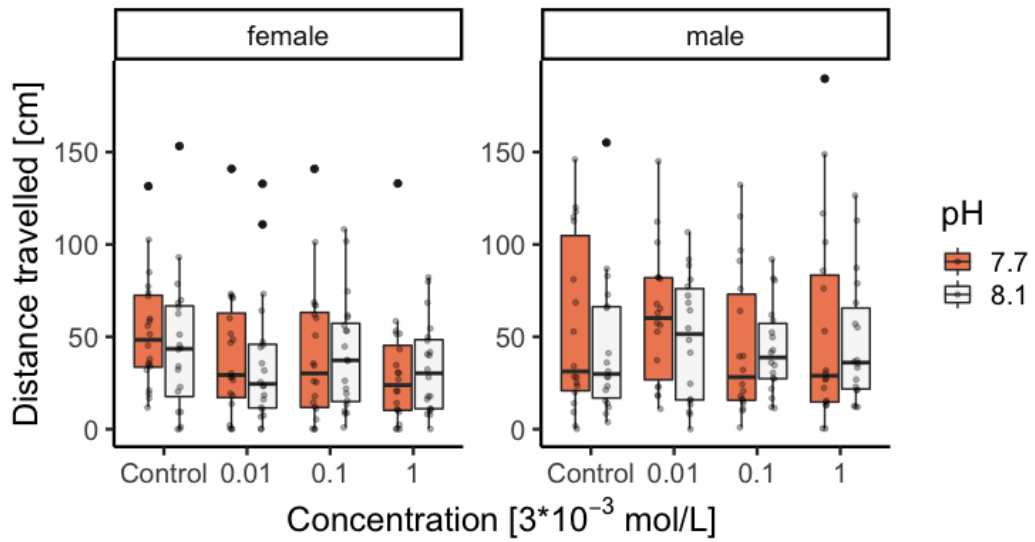 female
male
Distance travelled [cm]
150
100
50
0
150
100
50
0
Control 0.01 0.1 1
Control 0.01 0.1 1
Concentration [3*10⁻³ mol/L]
pH
7.7
8.1